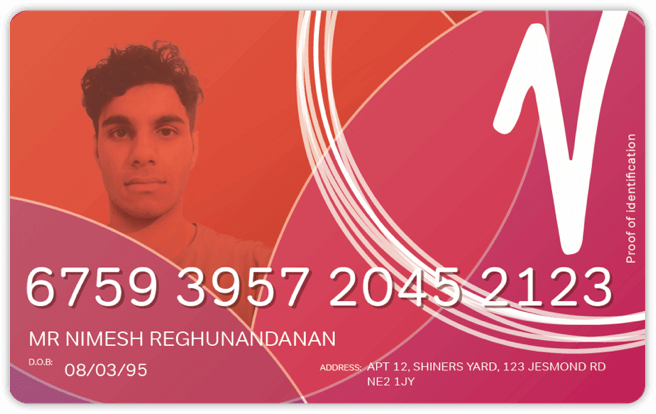 Proof of identification
6759 3957 2045 2123
MR NIMESH REGHUNANDANAN
D.O.B: 08/03/95
ADDRESS: APT 12, SHINERS YARD, 123 JESMOND RD
NE2 1JY